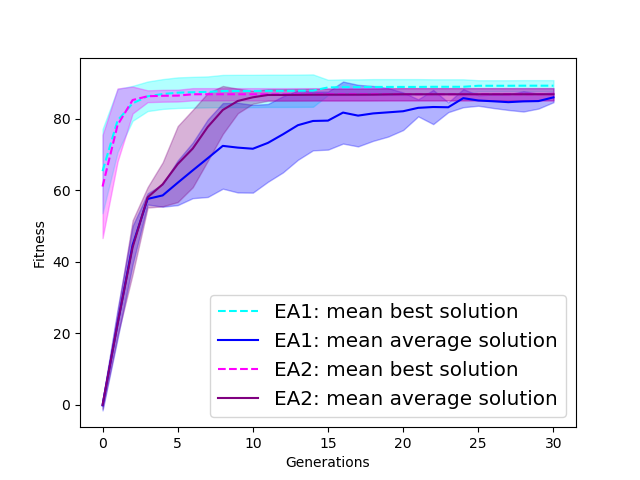 80
60
40
20
0
Fitness
EA1: mean best solution
EA1: mean average solution
EA2: mean best solution
EA2: mean average solution
0 5 10 15 20 25 30
Generations